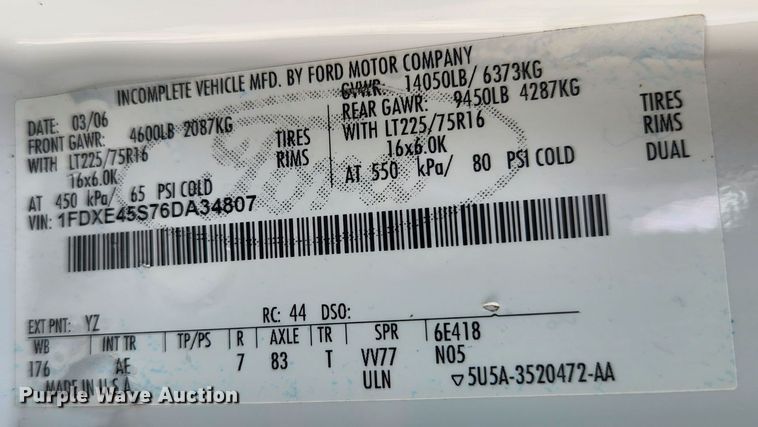 INCOMPLETE VEHICLE MFD. BY FORD MOTOR COMPANY
DATE: 03/06 GVWR: 14050LB/ 6373KG
FRONT GAWR: 4600LB 2087KG REAR GAWR: 9450LB 4287KG
WITH LT225/75R16 TIRES WITH LT225/75R16 TIRES
16x6.0K RIMS 16x6.0K RIMS
AT 450 kPa/ 65 PSI COLD AT 550 kPa/ 80 PSI COLD DUAL
VIN: 1FDXE45S76DA34807
Ford
EXT PNT: YZ RC: 44 DSO:
WB INT TR TP/PS R AXLE TR SPR 6E418
176 AE 7 83 T VV77 N05
MADE IN U.S.A. ULN 5U5A-3520472-AA
Purple Wave Auction